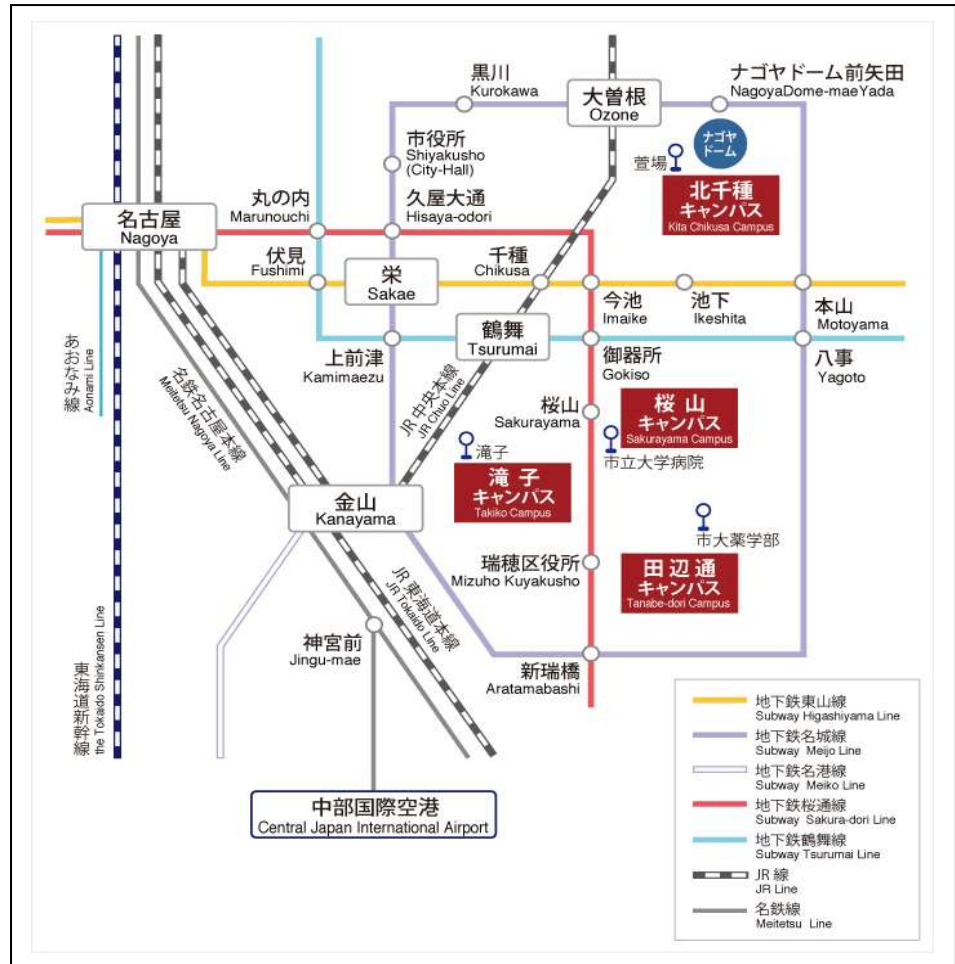 黒川
Kurokawa
大曽根
Ozone
ナゴヤドーム前矢田
NagoyaDome-maeYada
市役所
Shiyakusho
(City-Hall)
萱場
ナゴヤ
ドーム
北千種
キャンパス
Kita Chikusa Campus
丸の内
Marunouchi
久屋大通
Hisaya-odori
名古屋
Nagoya
伏見
Fushimi
栄
Sakae
千種
Chikusa
今池
Imaike
池下
Ikeshita
本山
Motoyama
鶴舞
Tsurumai
上前津
Kamimaezu
御器所
Gokiso
八事
Yagoto
あおなみ線
Aonami Line
名鉄名古屋本線
Meitetsu Nagoya Line
JR 中央本線
JR Chuo Line
桜山
Sakurayama
桜 山
キャンパス
Sakurayama Campus
市立大学病院
滝子
滝 子
キャンパス
Takiko Campus
金山
Kanayama
市大薬学部
瑞穂区役所
Mizuho Kuyakusho
田 辺 通
キャンパス
Tanabe-dori Campus
JR 東海道本線
JR Tokaido Line
神宮前
Jingu-mae
新瑞橋
Aratamabashi
東海道新幹線
the Tokaido Shinkansen Line
中部国際空港
Central Japan International Airport
地下鉄東山線
Subway Higashiyama Line
地下鉄名城線
Subway Meijo Line
地下鉄名港線
Subway Meiko Line
地下鉄桜通線
Subway Sakura-dori Line
地下鉄鶴舞線
Subway Tsurumai Line
JR 線
JR Line
名鉄線
Meitetsu Line